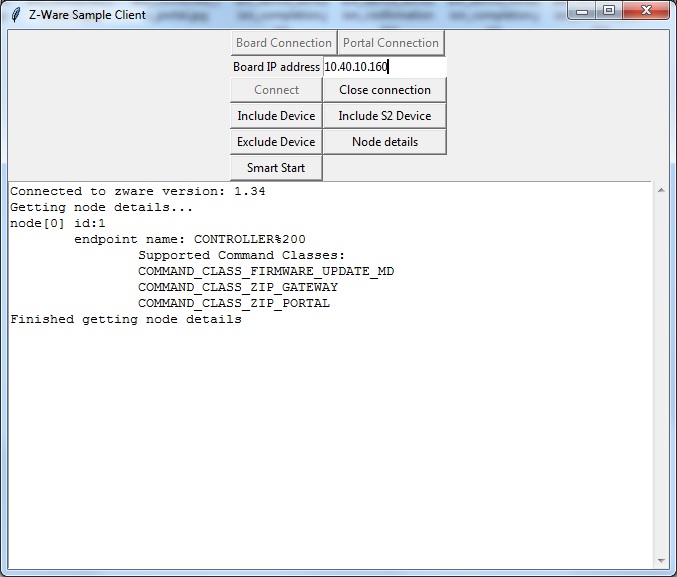 Z-Ware Sample Client
Board Connection Portal Connection
Board IP address 10.40.10.160
Connect Close connection
Include Device Include S2 Device
Exclude Device Node details
Smart Start
Connected to zware version: 1.34
Getting node details...
node[0] id:1
endpoint name: CONTROLLER%200
Supported Command Classes:
COMMAND_CLASS_FIRMWARE_UPDATE_MD
COMMAND_CLASS_ZIP_GATEWAY
COMMAND_CLASS_ZIP_PORTAL
Finished getting node details